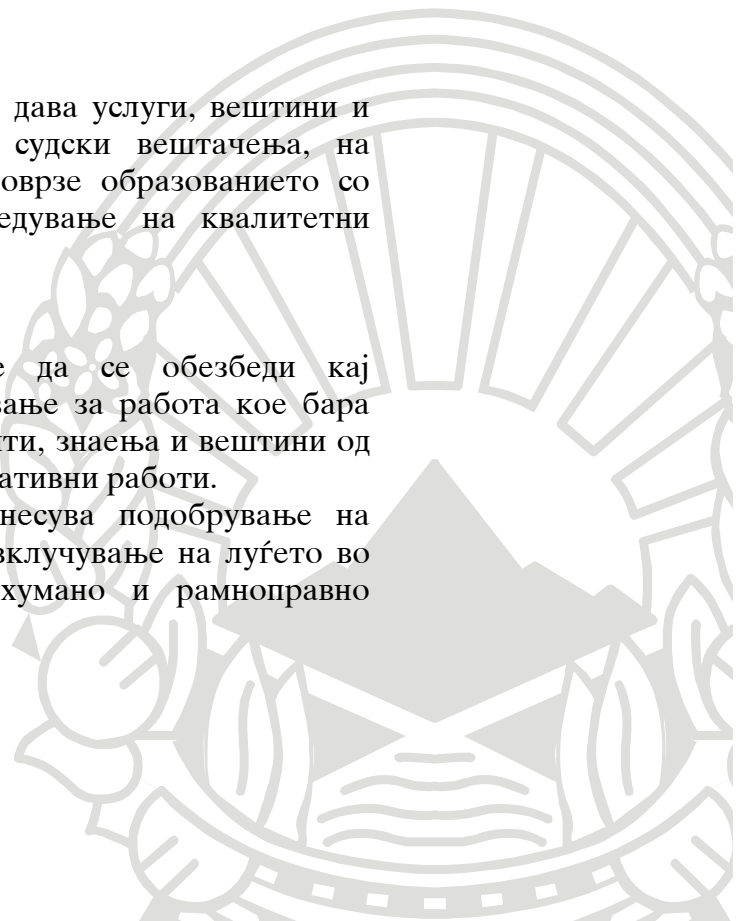 дава услуги, вештини и
судски вештачења, на
оврзе образованието со
едување на квалитетни
е да се обезбеди кај
вање за работа кое бара
ти, знаења и вештини од
ативни работи.
несува подобрување на
вклучување на луѓето во
хумано и рамноправно